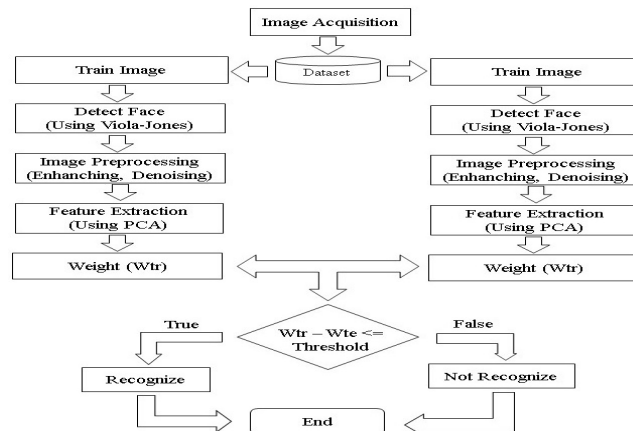 Image Acquisition
Dataset
Train Image
Detect Face
(Using Viola-Jones)
Image Preprocessing
(Enhanching, Denoising)
Feature Extraction
(Using PCA)
Weight (Wtr)
Train Image
Detect Face
(Using Viola-Jones)
Image Preprocessing
(Enhanching, Denoising)
Feature Extraction
(Using PCA)
Weight (Wtr)
Wtr – Wte <=
Threshold
True
False
Recognize
Not Recognize
End